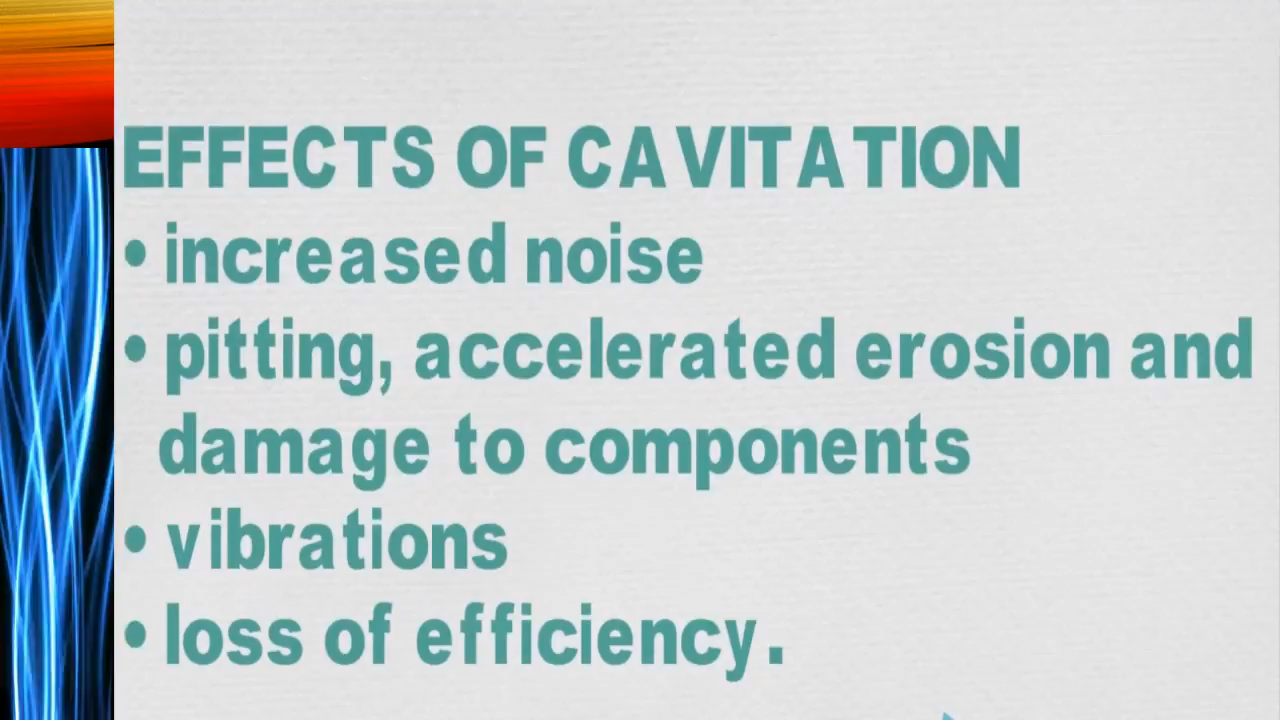 EFFECTS OF CAVITATION
• increased noise
• pitting, accelerated erosion and
damage to components
• vibrations
• loss of efficiency.